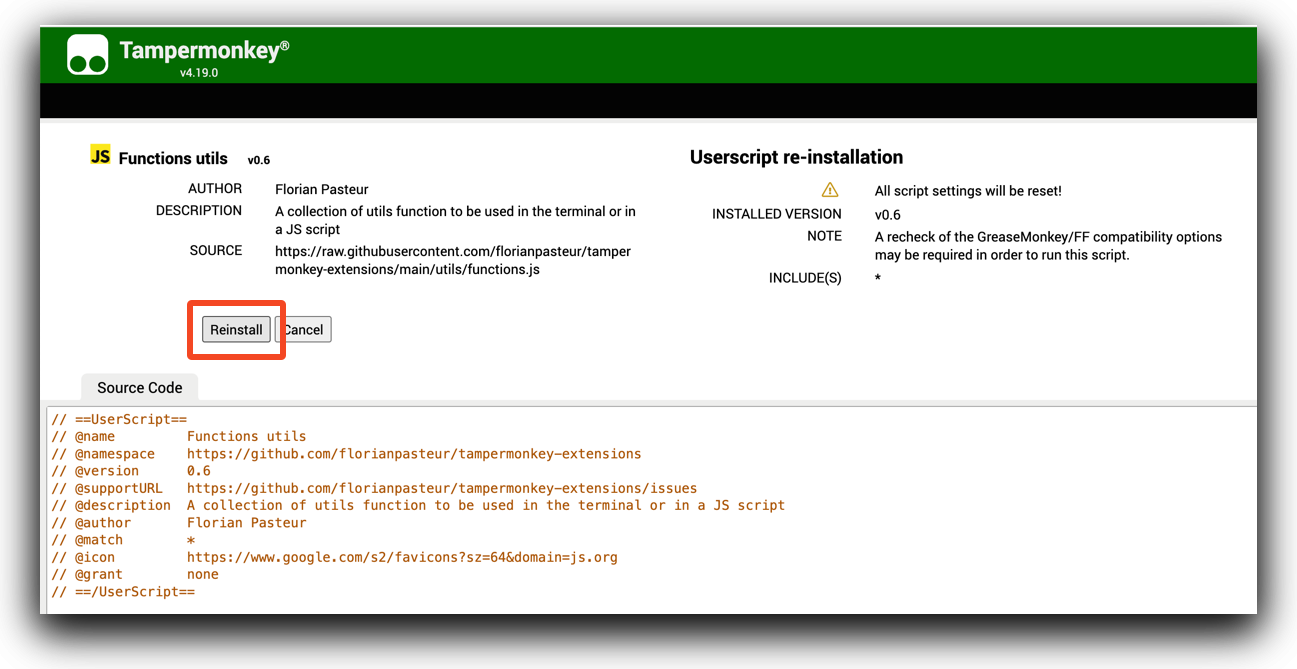 Tampermonkey®
v4.19.0
JS Functions utils v0.6
AUTHOR Florian Pasteur
DESCRIPTION A collection of utils function to be used in the terminal or in
a JS script
SOURCE https://raw.githubusercontent.com/florianpasteur/tamper
monkey-extensions/main/utils/functions.js
Reinstall Cancel
Userscript re-installation
All script settings will be reset!
INSTALLED VERSION v0.6
NOTE A recheck of the GreaseMonkey/FF compatibility options
may be required in order to run this script.
INCLUDE(S) *
Source Code
// ==UserScript==
// @name Functions utils
// @namespace https://github.com/florianpasteur/tampermonkey-extensions
// @version 0.6
// @supportURL https://github.com/florianpasteur/tampermonkey-extensions/issues
// @description A collection of utils function to be used in the terminal or in a JS script
// @author Florian Pasteur
// @match *
// @icon https://www.google.com/s2/favicons?sz=64&domain=js.org
// @grant none
// ==/UserScript==